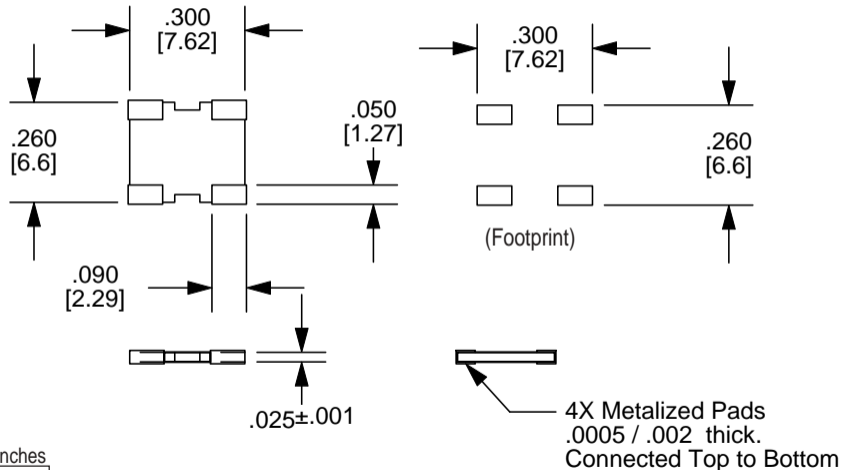 .300
[7.62]
.300
[7.62]
.260
[6.6]
.050
[1.27]
.260
[6.6]
(Footprint)
.090
[2.29]
.025±.001
4X Metalized Pads
.0005 / .002 thick.
Connected Top to Bottom
nches